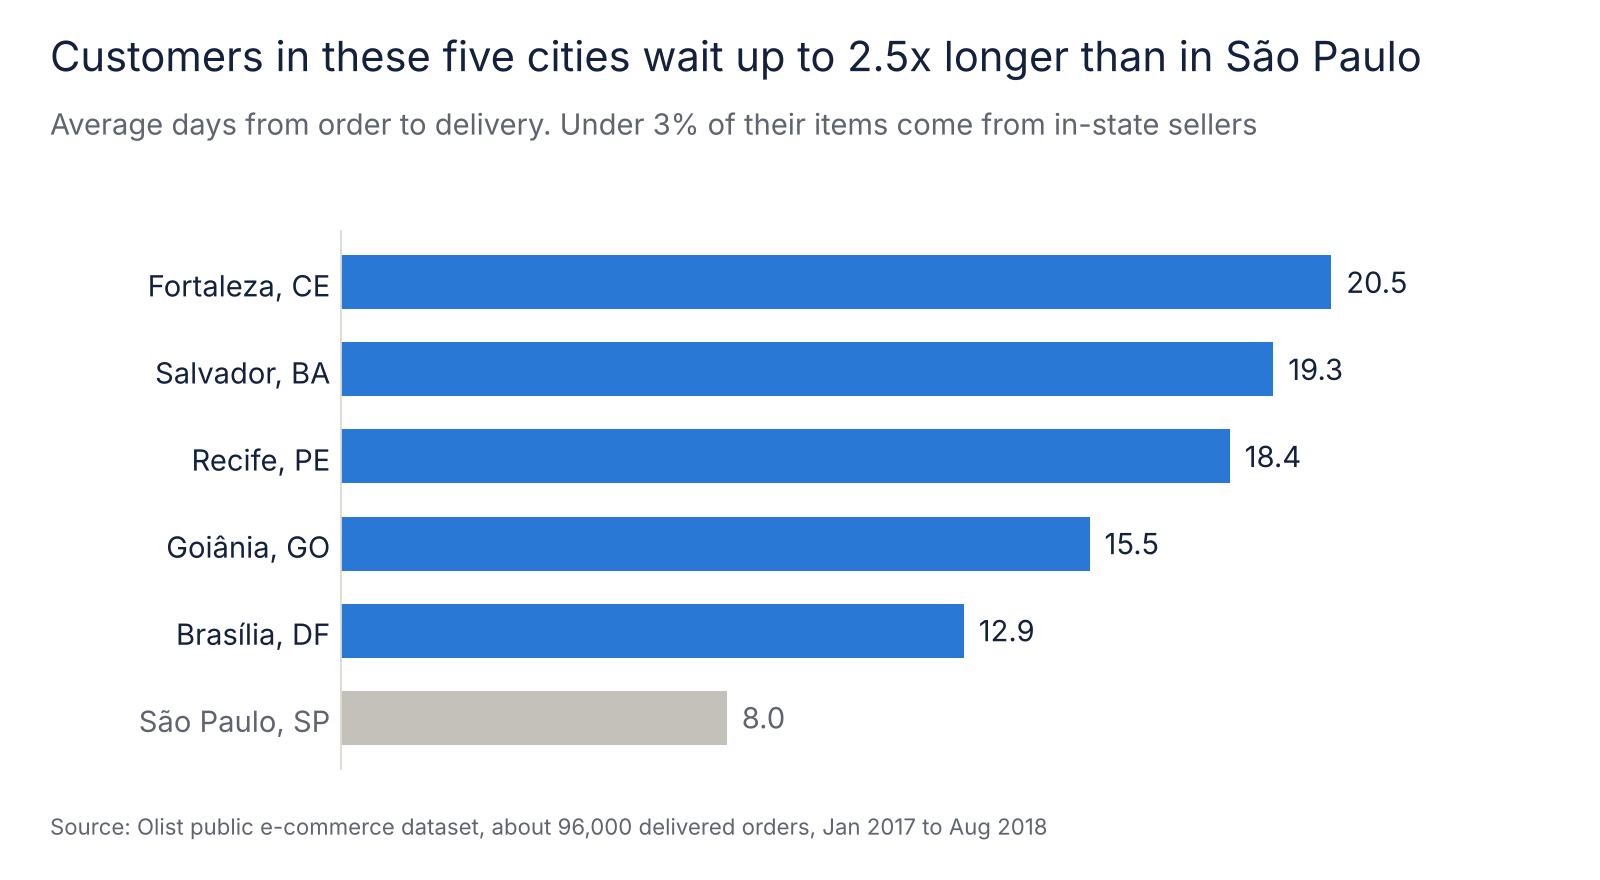 Customers in these five cities wait up to 2.5x longer than in São Paulo
Average days from order to delivery. Under 3% of their items come from in-state sellers
Fortaleza, CE 20.5
Salvador, BA 19.3
Recife, PE 18.4
Goiânia, GO 15.5
Brasília, DF 12.9
São Paulo, SP 8.0
Source: Olist public e-commerce dataset, about 96,000 delivered orders, Jan 2017 to Aug 2018